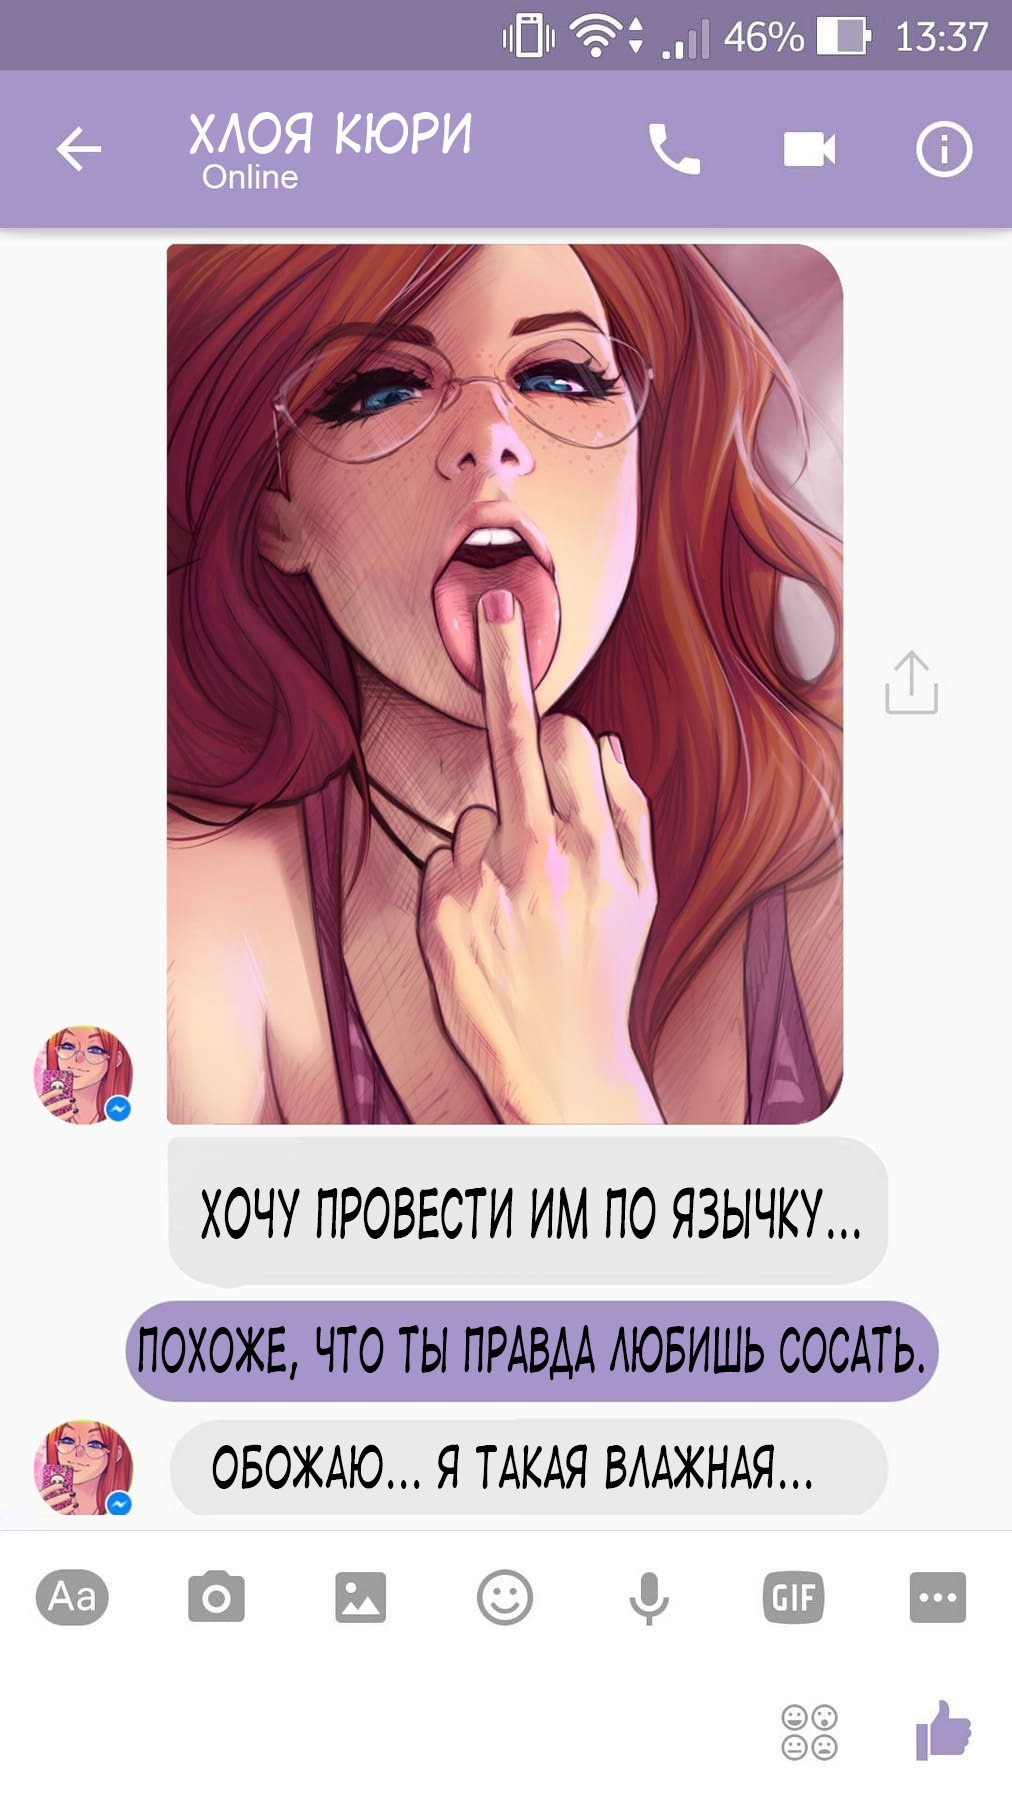 46% 13:37
ХЛОЯ КЮРИ
Online
ХОЧУ ПРОВЕСТИ ИМ ПО ЯЗЫЧКУ...
ПОХОЖЕ, ЧТО ТЫ ПРАВДА ЛЮБИШЬ СОСАТЬ.
ОБОЖАЮ... Я ТАКАЯ ВЛАЖНАЯ...
Aa GIF